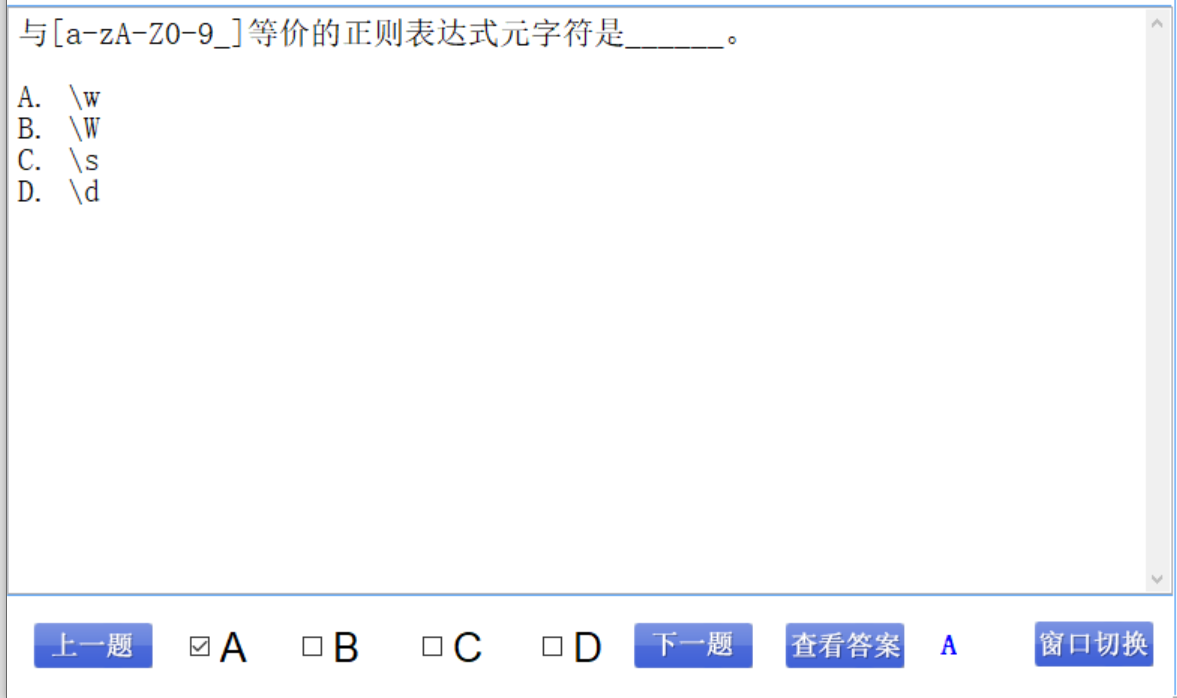 与[a-zA-Z0-9_]等价的正则表达式元字符是______。
A. \w
B. \W
C. \s
D. \d
上一题 A B C D 下一题 查看答案 A 窗口切换